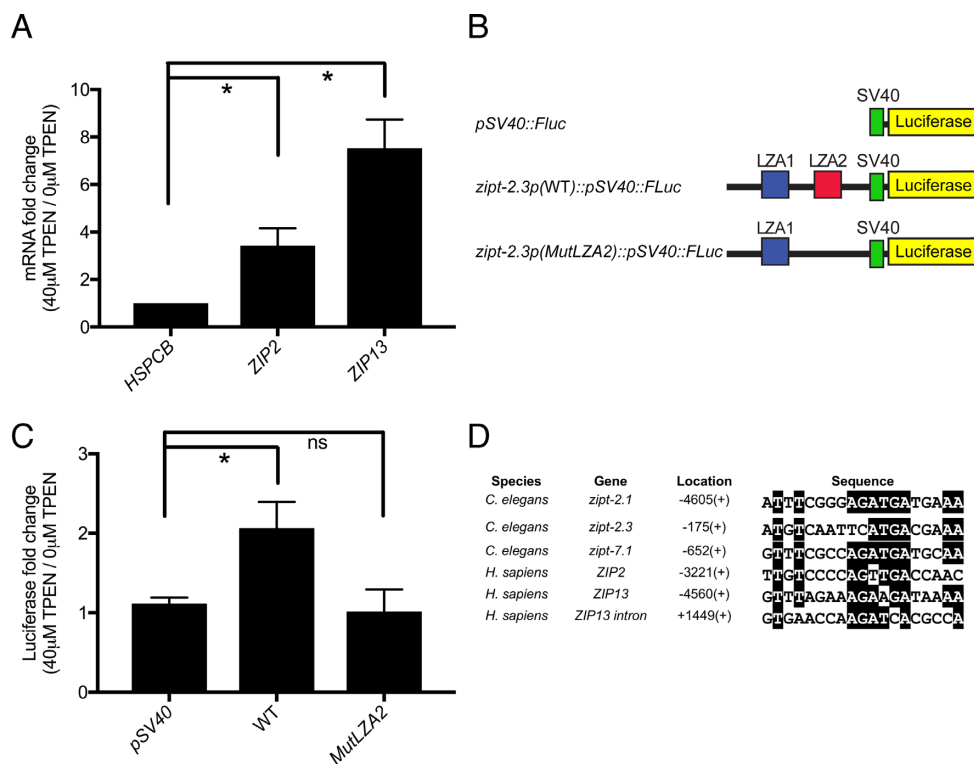 A
mRNA fold change
(40µM TPEN / 0µM TPEN)
10
8
6
4
2
0
*
*
HSPCB
ZIP2
ZIP13
B
SV40
pSV40::Fluc
Luciferase
LZA1 LZA2 SV40
zipt-2.3p(WT)::pSV40::FLuc
Luciferase
LZA1 SV40
zipt-2.3p(MutLZA2)::pSV40::FLuc
Luciferase
C
Luciferase fold change
(40µM TPEN / 0µM TPEN)
3
2
1
0
ns
*
pSV40
WT
MutLZA2
D
Species Gene Location Sequence
C. elegans zipt-2.1 -4605(+) ATTTCGGGAGATGATGAAA
C. elegans zipt-2.3 -175(+) ATGTCAATTCATGACGAAA
C. elegans zipt-7.1 -652(+) GTTTCGCCAGATGATGCAA
H. sapiens ZIP2 -3221(+) TTGTCCCCAGTTGACCAAC
H. sapiens ZIP13 -4560(+) GTTTAGAAAGAAGATAAAA
H. sapiens ZIP13 intron +1449(+) GTGAACCAAGATCACGCCA